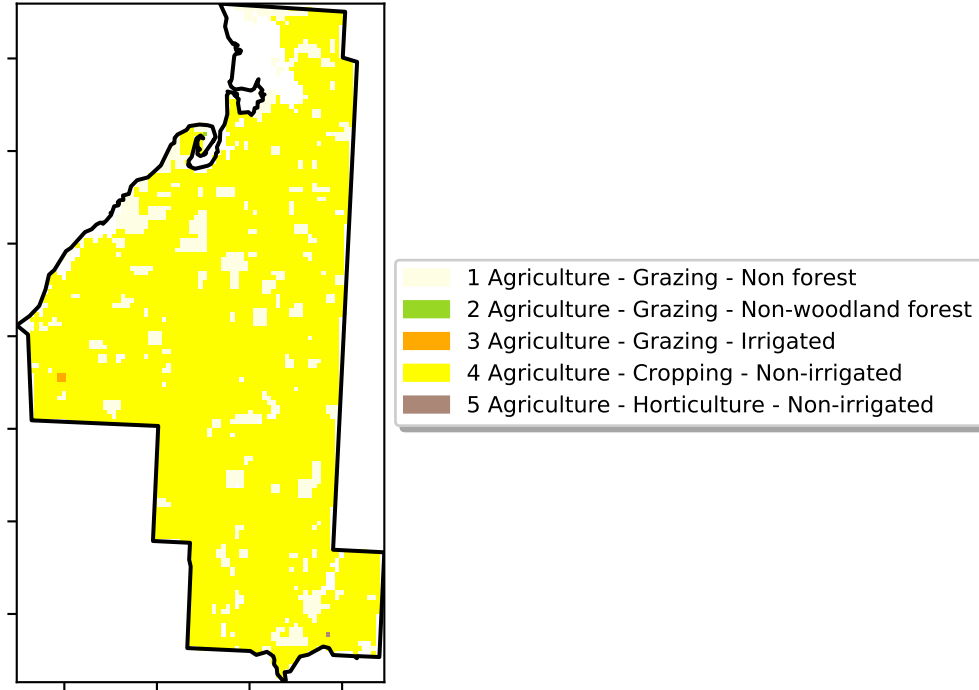 1 Agriculture - Grazing - Non forest
2 Agriculture - Grazing - Non-woodland forest
3 Agriculture - Grazing - Irrigated
4 Agriculture - Cropping - Non-irrigated
5 Agriculture - Horticulture - Non-irrigated